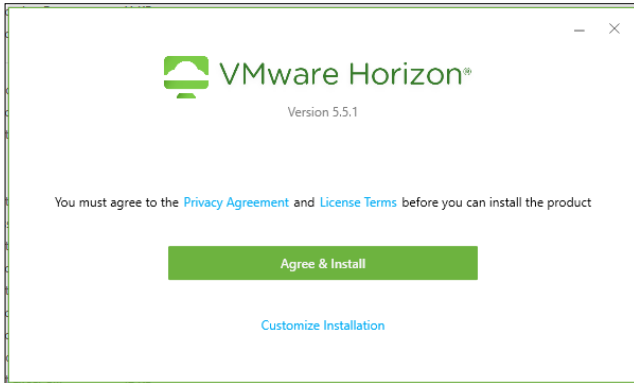 VMware Horizon®
Version 5.5.1
You must agree to the Privacy Agreement and License Terms before you can install the product
Agree & Install
Customize Installation